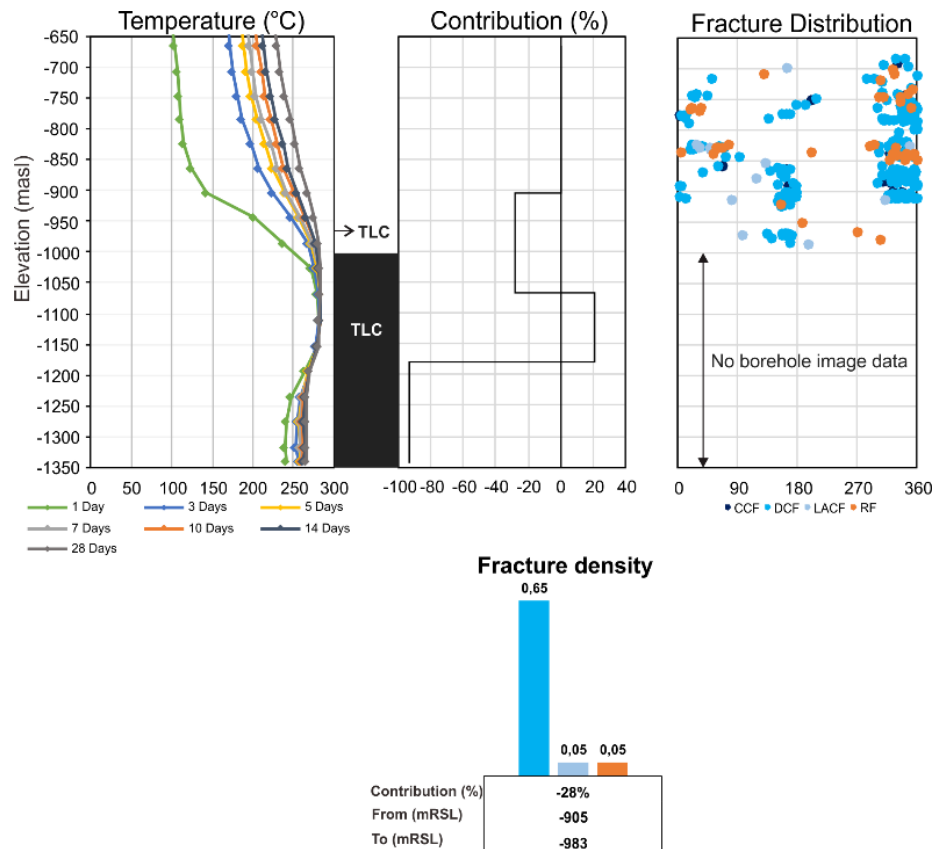 Temperature (°C)
Contribution (%)
Fracture Distribution
Elevation (masl)
-650
-700
-750
-800
-850
-900
-950
-1000
-1050
-1100
-1150
-1200
-1250
-1300
-1350
0 50 100 150 200 250 300
TLC
TLC
-100 -80 -60 -40 -20 0 20 40
No borehole image data
0 90 180 270 360
CCF DCF LACF RF
1 Day 3 Days 5 Days
7 Days 10 Days 14 Days
28 Days
Fracture density
0,65
0,05 0,05
Contribution (%) -28%
From (mRSL) -905
To (mRSL) -983